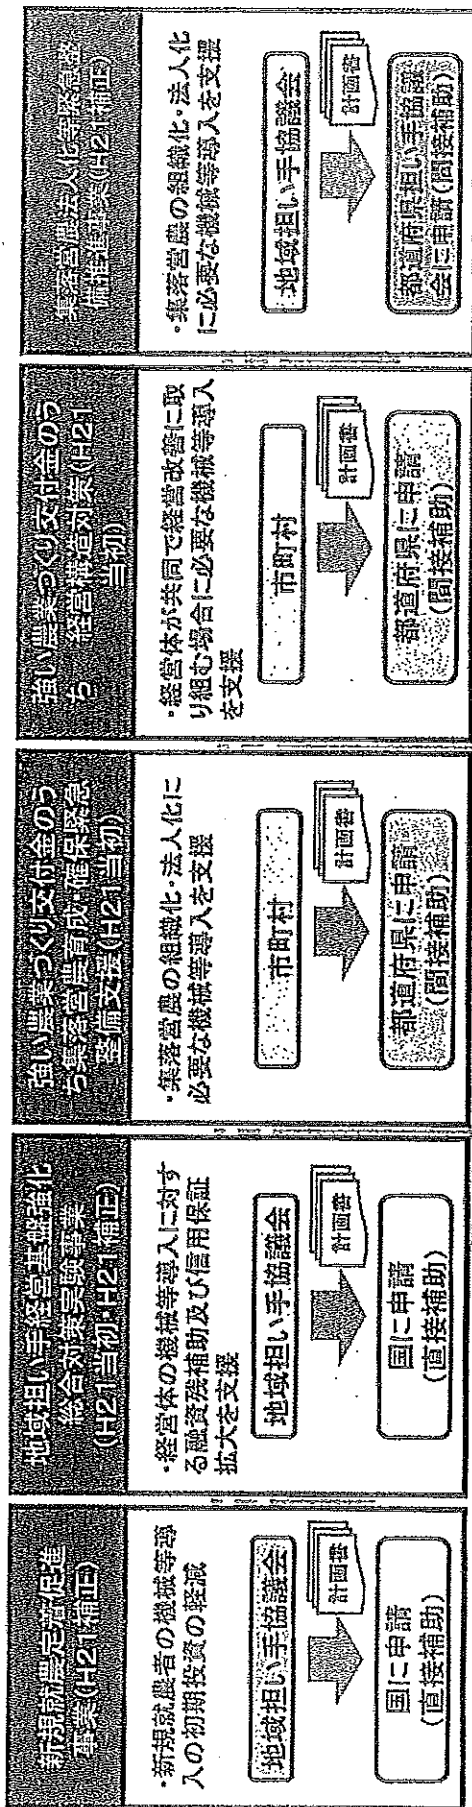 新規就農定着促進
事業(H21補正)
・新規就農者の機械等導
入の初期投資の軽減
地域担い手協議会
計画書
国に申請
(直接補助)
地域担い手経営基盤強化
総合対策実験事業
(H21当初・H21補正)
・経営体の機械等導入に対す
る融資残補助及び信用保証
拡大を支援
地域担い手協議会
計画書
国に申請
(直接補助)
強い農業づくり交付金のう
ち集落営農育成・確保緊急
整備支援(H21当初)
・集落営農の組織化・法人化に
必要な機械等導入を支援
市町村
計画書
都道府県に申請
(間接補助)
強い農業づくり交付金のう
ち 経営構造対策(H21
当初)
・経営体が共同で経営改善に取
り組む場合に必要な機械等導入
を支援
市町村
計画書
都道府県に申請
(間接補助)
集落営農法人化等緊急整
備推進事業(H21補正)
・集落営農の組織化・法人化
に必要な機械等導入を支援
地域担い手協議会
計画書
都道府県担い手協議
会に申請(間接補助)